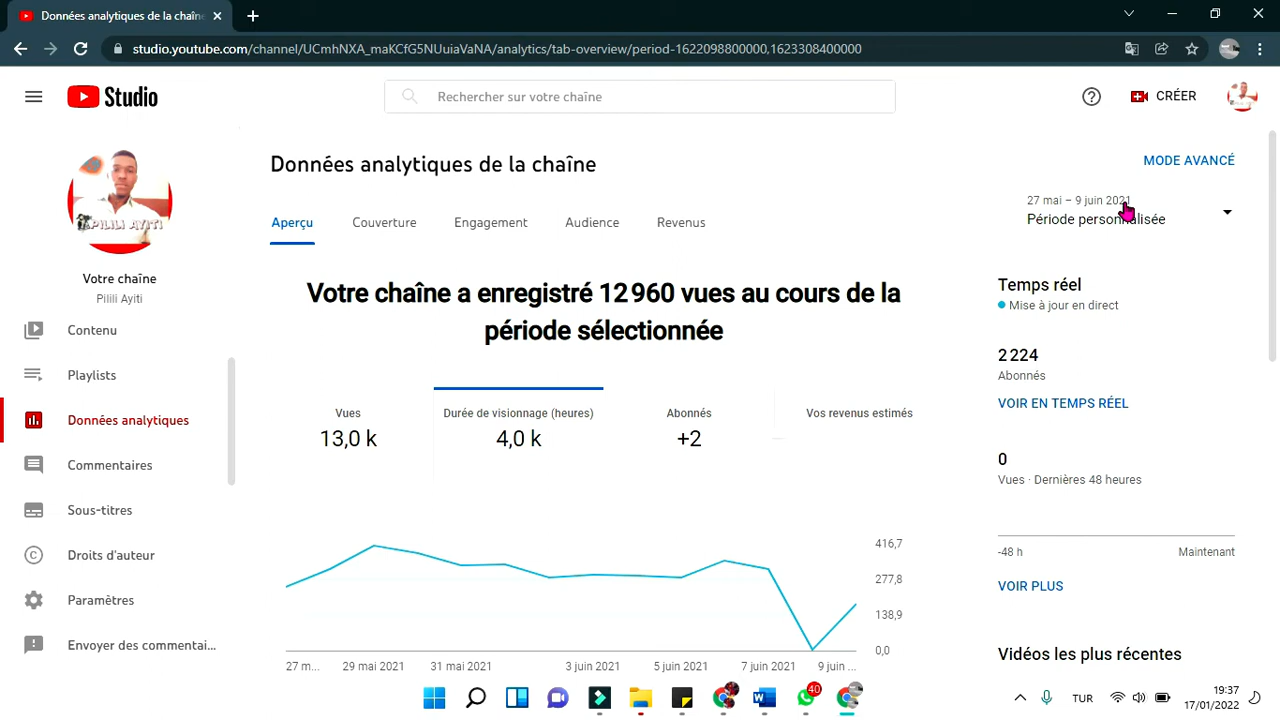 Données analytiques de la chaîne
studio.youtube.com/channel/UCmhNXA_maKCfG5NUuiaVaNA/analytics/tab-overview/period-1622098800000,1623308400000
Studio
Rechercher sur votre chaîne
CRÉER
PILILI AYITI
Votre chaîne
Pilili Ayiti
Contenu
Playlists
Données analytiques
Commentaires
Sous-titres
Droits d'auteur
Paramètres
Envoyer des commentai...
Données analytiques de la chaîne
MODE AVANCÉ
27 mai – 9 juin 2021
Période personnalisée
Aperçu Couverture Engagement Audience Revenus
Votre chaîne a enregistré 12 960 vues au cours de la
période sélectionnée
Vues Durée de visionnage (heures) Abonnés Vos revenus estimés
13,0 k 4,0 k +2
416,7
277,8
138,9
0,0
27 m... 29 mai 2021 31 mai 2021 3 juin 2021 5 juin 2021 7 juin 2021 9 juin ...
Temps réel
Mise à jour en direct
2 224
Abonnés
VOIR EN TEMPS RÉEL
0
Vues · Dernières 48 heures
-48 h Maintenant
VOIR PLUS
Vidéos les plus récentes
40
TUR
19:37
17/01/2022